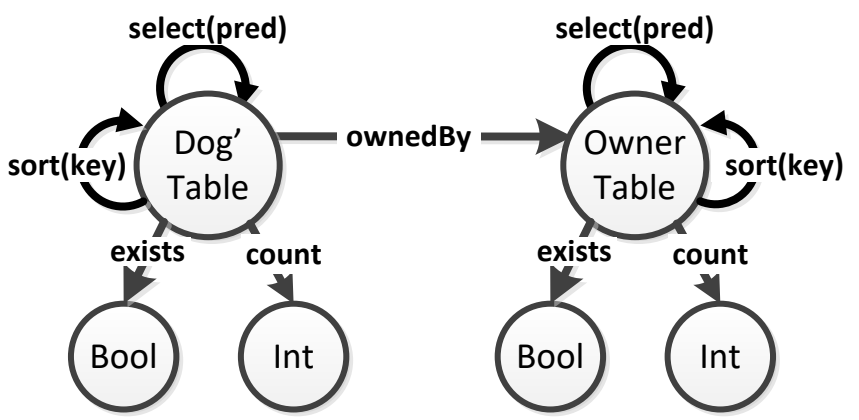 select(pred)
select(pred)
Dog’
Table
ownedBy
Owner
Table
sort(key)
sort(key)
exists
count
exists
count
Bool
Int
Bool
Int